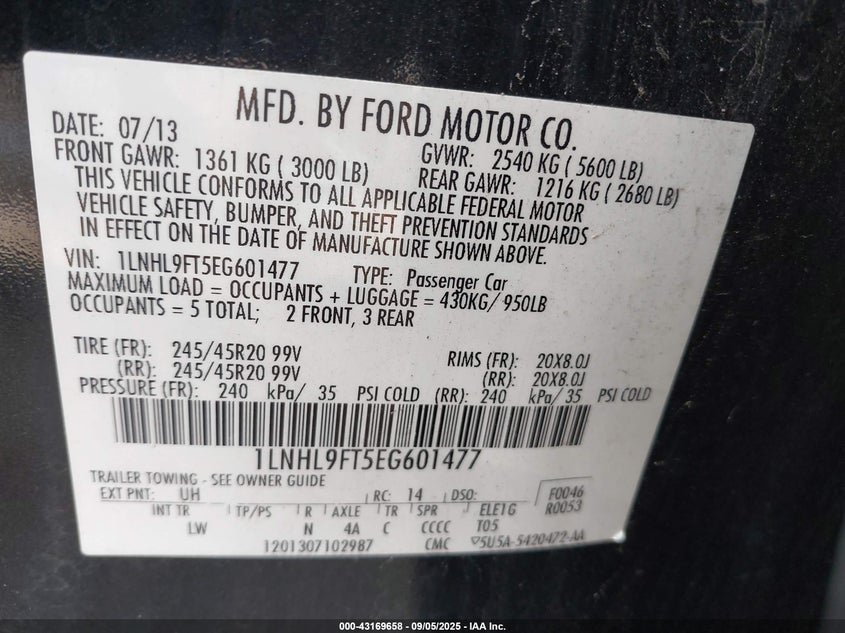 MFD. BY FORD MOTOR CO.
DATE: 07/13 GVWR: 2540 KG ( 5600 LB)
FRONT GAWR: 1361 KG ( 3000 LB) REAR GAWR: 1216 KG ( 2680 LB)
THIS VEHICLE CONFORMS TO ALL APPLICABLE FEDERAL MOTOR
VEHICLE SAFETY, BUMPER, AND THEFT PREVENTION STANDARDS
IN EFFECT ON THE DATE OF MANUFACTURE SHOWN ABOVE.
VIN: 1LNHL9FT5EG601477 TYPE: Passenger Car
MAXIMUM LOAD = OCCUPANTS + LUGGAGE = 430KG/ 950LB
OCCUPANTS = 5 TOTAL; 2 FRONT, 3 REAR
TIRE (FR): 245/45R20 99V RIMS (FR): 20X8.0J
(RR): 245/45R20 99V (RR): 20X8.0J
PRESSURE (FR): 240 kPa/ 35 PSI COLD (RR): 240 kPa/ 35 PSI COLD
1LNHL9FT5EG601477
TRAILER TOWING - SEE OWNER GUIDE
EXT PNT: UH RC: 14 DSO: F0046
INT TR TP/PS R AXLE TR SPR ELE1G R0053
LW N 4A C CCCC T05
1201307102987 CMC 5U5A-5420472-AA
000-43169658 - 09/05/2025 - IAA Inc.